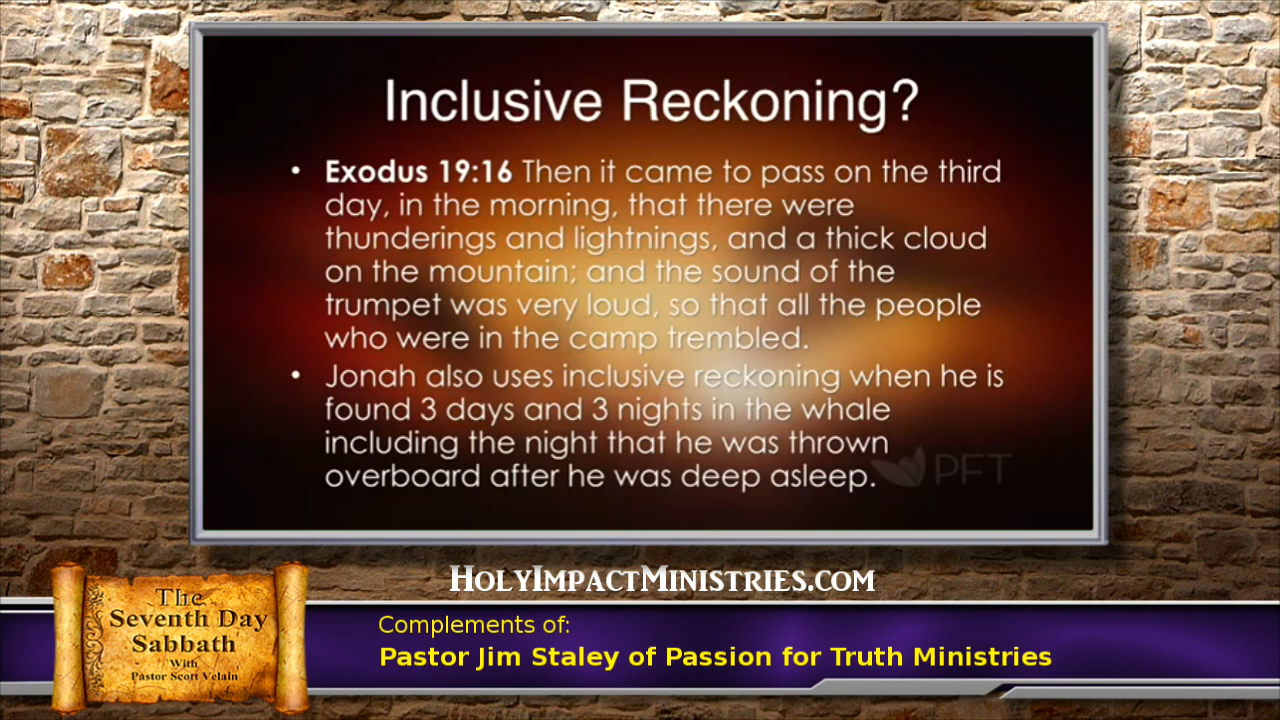 Inclusive Reckoning?
• Exodus 19:16 Then it came to pass on the third
day, in the morning, that there were
thunderings and lightnings, and a thick cloud
on the mountain; and the sound of the
trumpet was very loud, so that all the people
who were in the camp trembled.
• Jonah also uses inclusive reckoning when he is
found 3 days and 3 nights in the whale
including the night that he was thrown
overboard after he was deep asleep.
PFT
HolyImpactMinistries.com
The
Seventh Day
Sabbath
With
Pastor Scott Velain
Complements of:
Pastor Jim Staley of Passion for Truth Ministries